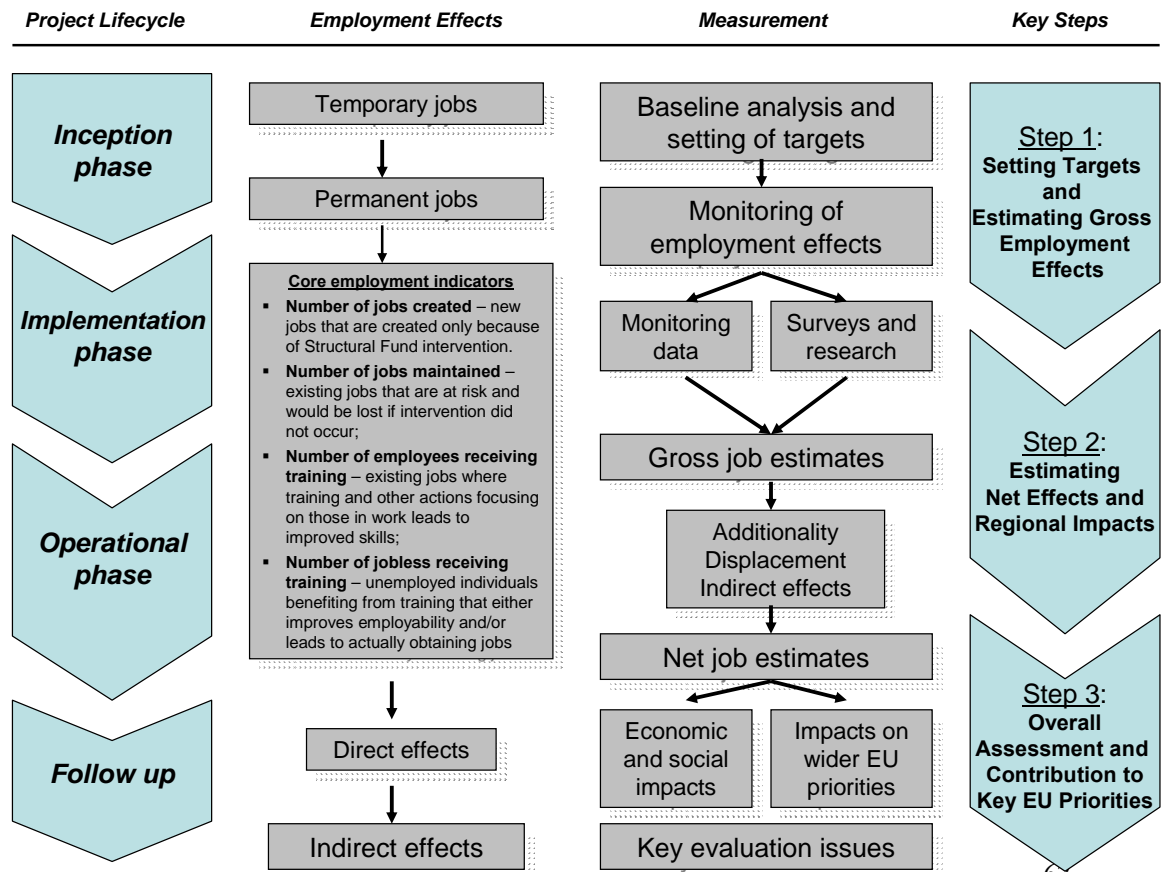 Project Lifecycle
Employment Effects
Measurement
Key Steps
Inception
phase
Implementation
phase
Operational
phase
Follow up
Temporary jobs
Permanent jobs
Core employment indicators
▪ Number of jobs created – new
jobs that are created only because
of Structural Fund intervention.
▪ Number of jobs maintained –
existing jobs that are at risk and
would be lost if intervention did
not occur;
▪ Number of employees receiving
training – existing jobs where
training and other actions focusing
on those in work leads to
improved skills;
▪ Number of jobless receiving
training – unemployed individuals
benefiting from training that either
improves employability and/or
leads to actually obtaining jobs
Direct effects
Indirect effects
Baseline analysis and
setting of targets
Monitoring of
employment effects
Monitoring
data
Surveys and
research
Gross job estimates
Additionality
Displacement
Indirect effects
Net job estimates
Economic
and social
impacts
Impacts on
wider EU
priorities
Key evaluation issues
Step 1:
Setting Targets
and
Estimating Gross
Employment
Effects
Step 2:
Estimating
Net Effects and
Regional Impacts
Step 3:
Overall
Assessment and
Contribution to
Key EU Priorities